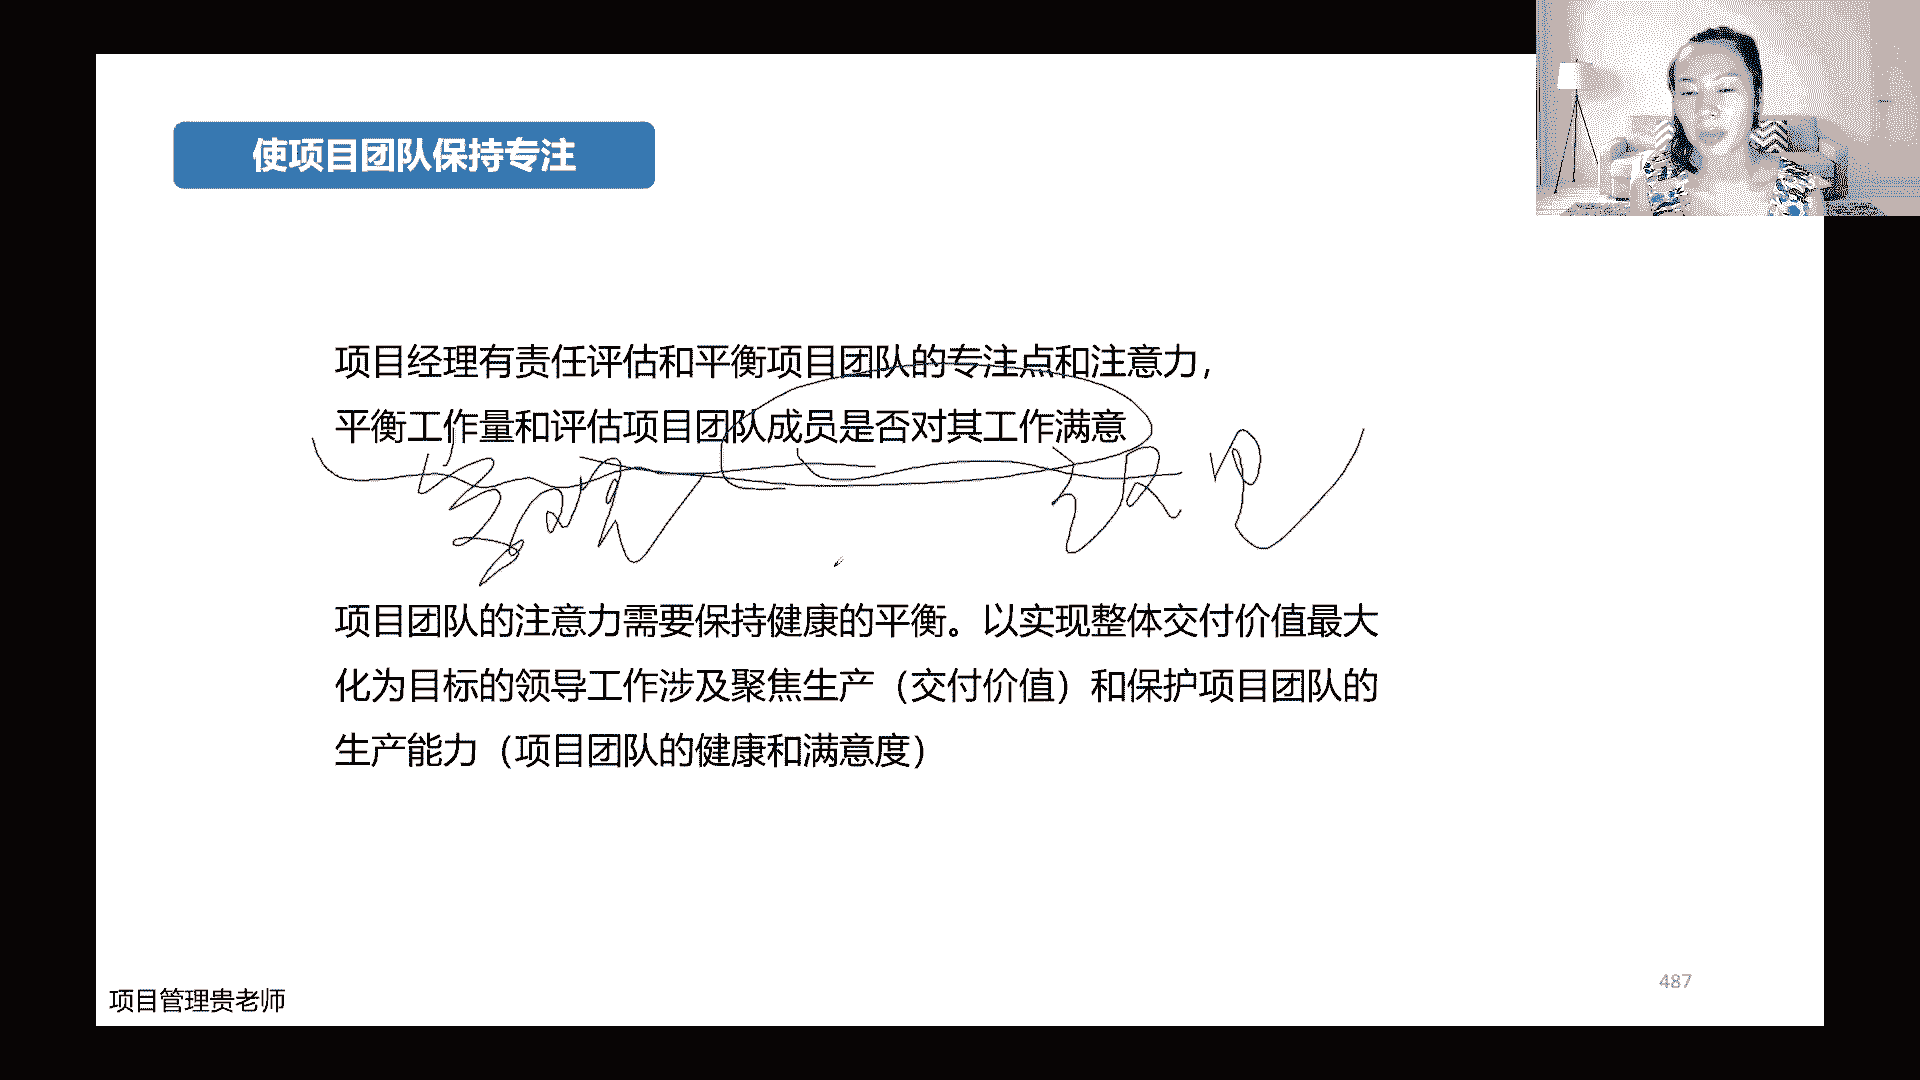 使项目团队保持专注
项目经理有责任评估和平衡项目团队的专注点和注意力，
平衡工作量和评估项目团队成员是否对其工作满意
项目团队的注意力需要保持健康的平衡。以实现整体交付价值最大
化为目标的领导工作涉及聚焦生产（交付价值）和保护项目团队的
生产能力（项目团队的健康和满意度）
487
项目管理贵老师